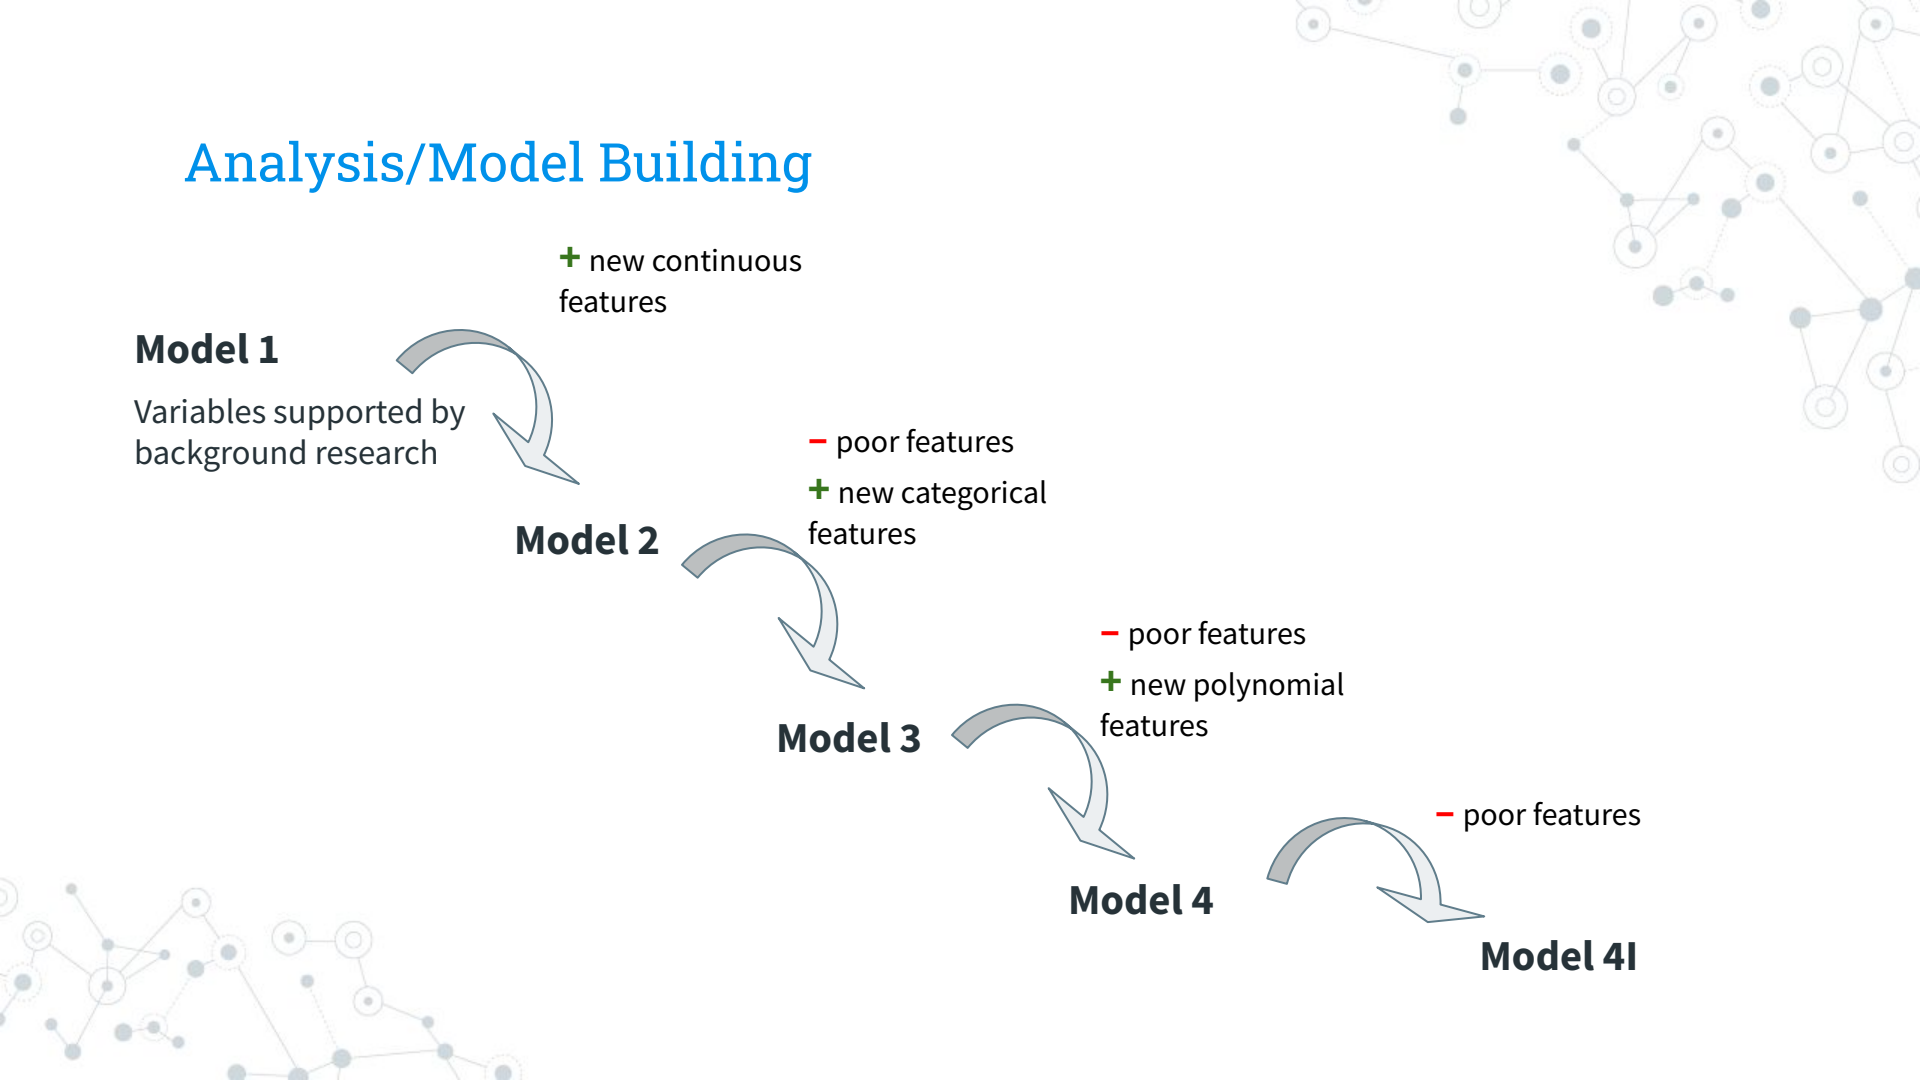 Analysis/Model Building
+ new continuous
features
Model 1
Variables supported by
background research
– poor features
+ new categorical
features
Model 2
– poor features
+ new polynomial
features
Model 3
– poor features
Model 4
Model 4I